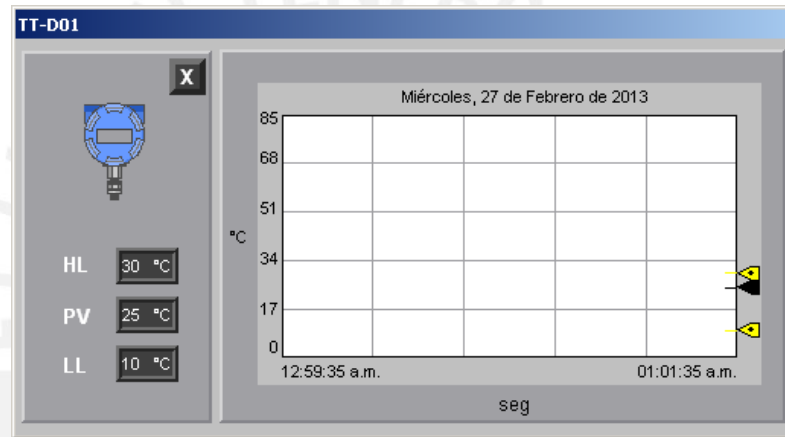 TT-D01
X
HL 30 °C
PV 25 °C
LL 10 °C
Miércoles, 27 de Febrero de 2013
85
68
51
°C
34
17
0
12:59:35 a.m. 01:01:35 a.m.
seg